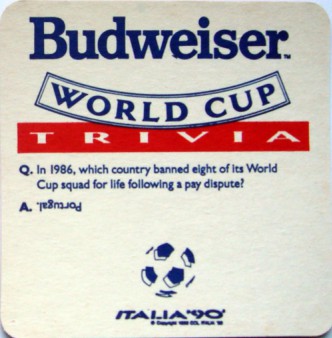 Budweiser™
WORLD CUP
TRIVIA
Q. In 1986, which country banned eight of its World
Cup squad for life following a pay dispute?
A. Portugal.
ITALIA '90